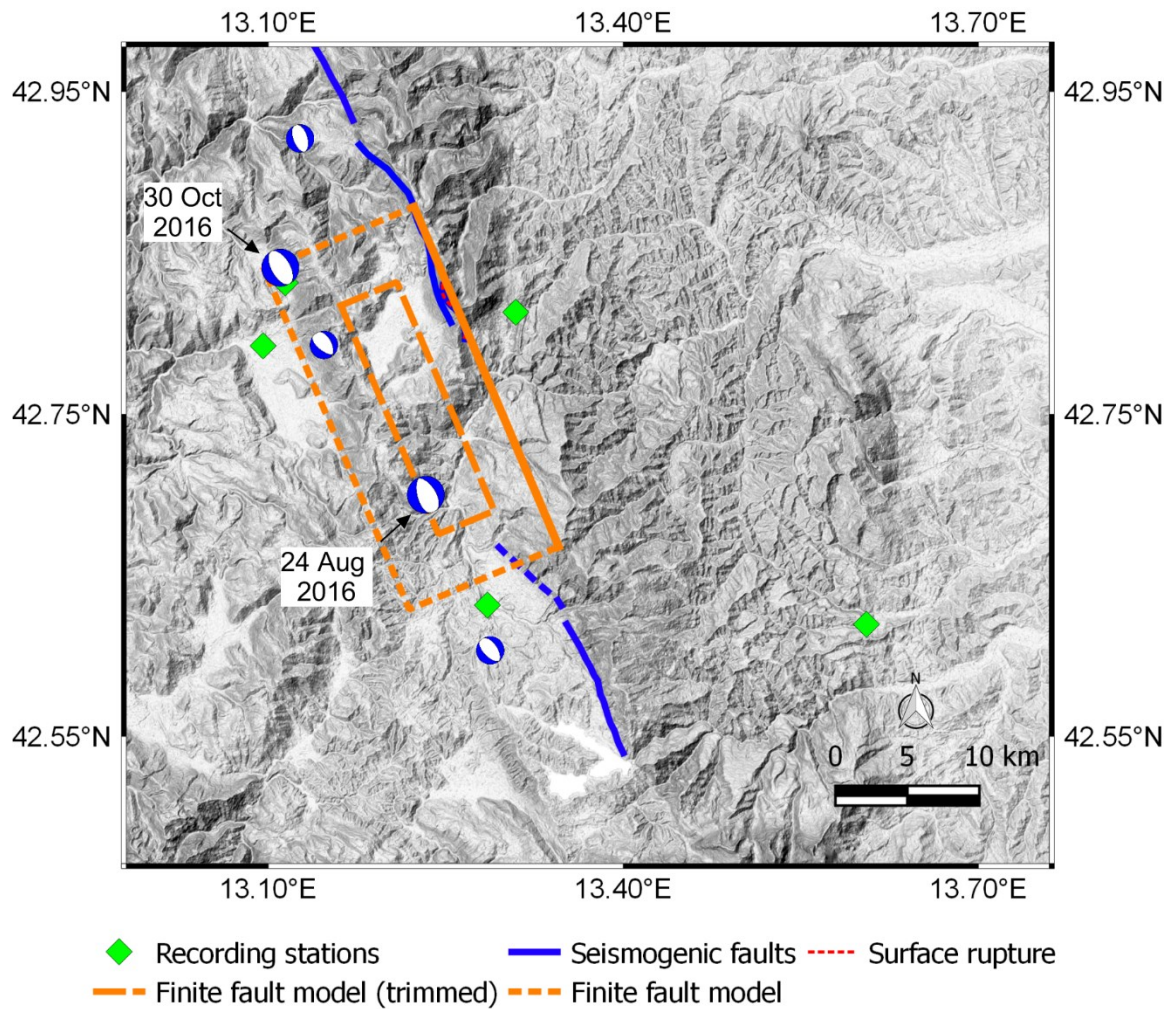 13.10°E 13.40°E 13.70°E
42.95°N 42.95°N
30 Oct
2016
42.75°N 42.75°N
24 Aug
2016
N
42.55°N 42.55°N
0 5 10 km
13.10°E 13.40°E 13.70°E
Recording stations Seismogenic faults Surface rupture
Finite fault model (trimmed) Finite fault model